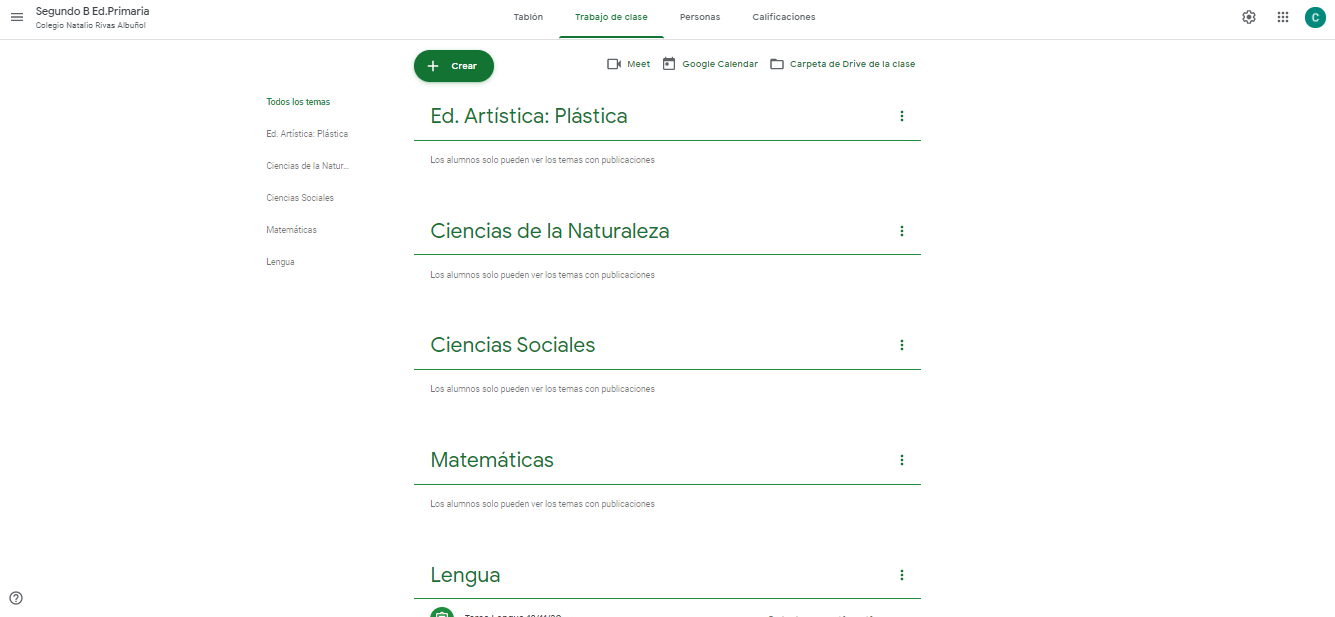 Segundo B Ed.Primaria
Colegio Natalio Rivas Albuñol
Tablón
Trabajo de clase
Personas
Calificaciones
C
Crear
Meet
Google Calendar
Carpeta de Drive de la clase
Todos los temas
Ed. Artística: Plástica
Ciencias de la Natur...
Ciencias Sociales
Matemáticas
Lengua
Ed. Artística: Plástica
Los alumnos solo pueden ver los temas con publicaciones
Ciencias de la Naturaleza
Los alumnos solo pueden ver los temas con publicaciones
Ciencias Sociales
Los alumnos solo pueden ver los temas con publicaciones
Matemáticas
Los alumnos solo pueden ver los temas con publicaciones
Lengua